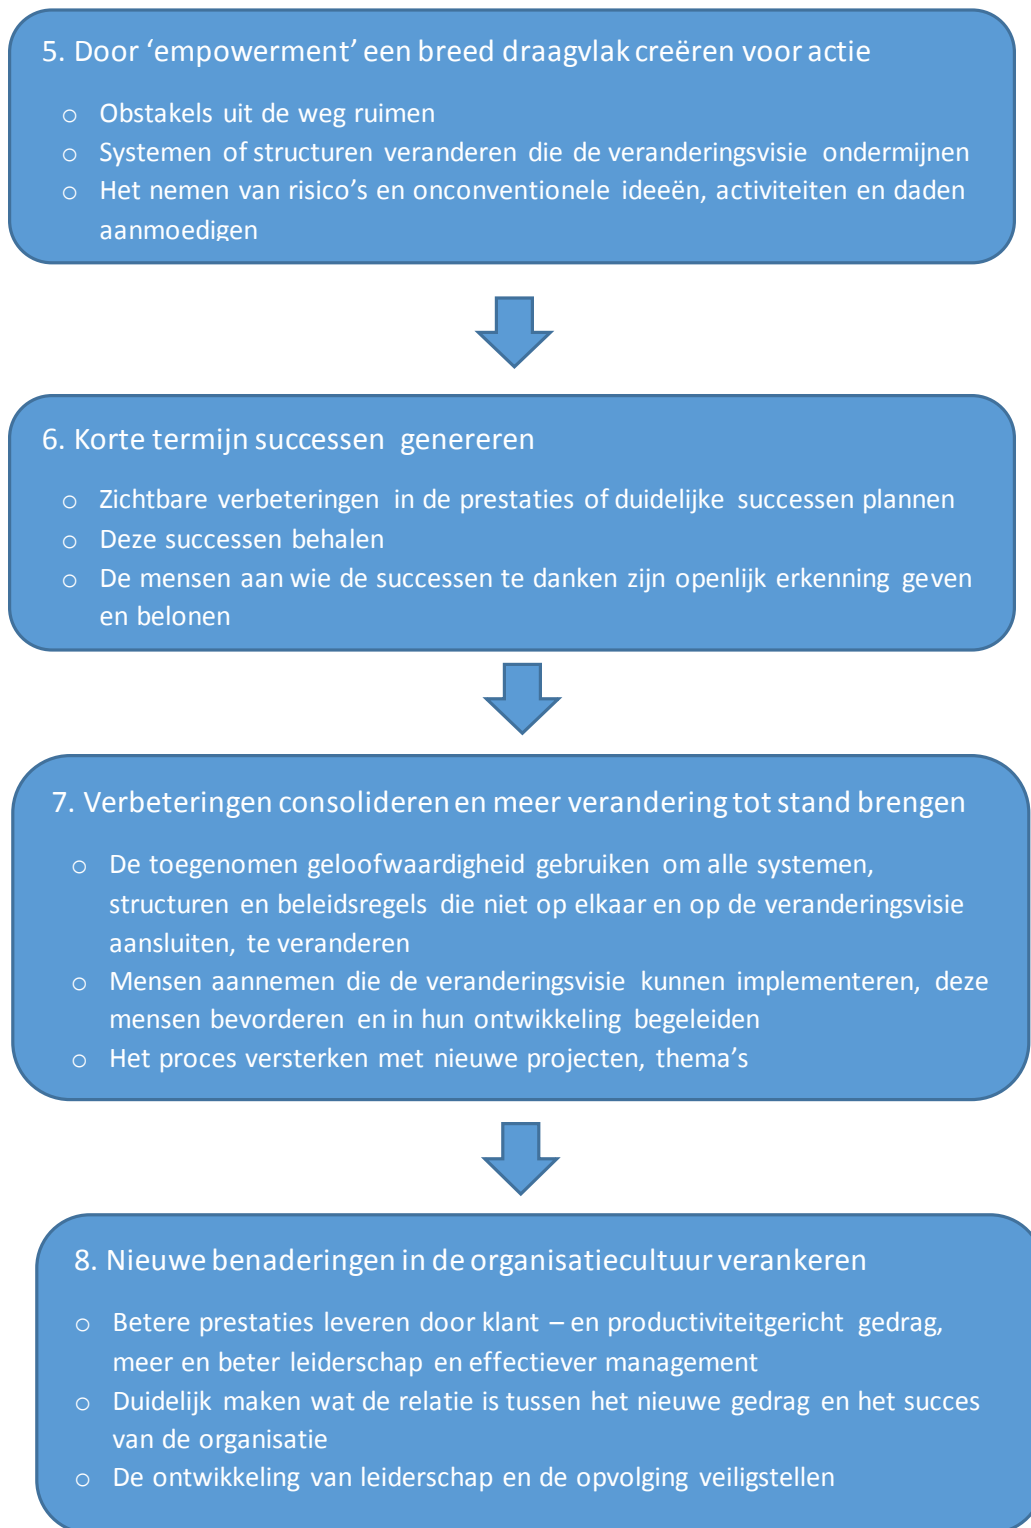 5. Door ‘empowerment’ een breed draagvlak creëren voor actie
o Obstakels uit de weg ruimen
o Systemen of structuren veranderen die de veranderingsvisie ondermijnen
o Het nemen van risico’s en onconventionele ideeën, activiteiten en daden
aanmoedigen
6. Korte termijn successen genereren
o Zichtbare verbeteringen in de prestaties of duidelijke successen plannen
o Deze successen behalen
o De mensen aan wie de successen te danken zijn openlijk erkenning geven
en belonen
7. Verbeteringen consolideren en meer verandering tot stand brengen
o De toegenomen geloofwaardigheid gebruiken om alle systemen,
structuren en beleidsregels die niet op elkaar en op de veranderingsvisie
aansluiten, te veranderen
o Mensen aannemen die de veranderingsvisie kunnen implementeren, deze
mensen bevorderen en in hun ontwikkeling begeleiden
o Het proces versterken met nieuwe projecten, thema’s
8. Nieuwe benaderingen in de organisatiecultuur verankeren
o Betere prestaties leveren door klant – en productiviteitgericht gedrag,
meer en beter leiderschap en effectiever management
o Duidelijk maken wat de relatie is tussen het nieuwe gedrag en het succes
van de organisatie
o De ontwikkeling van leiderschap en de opvolging veiligstellen